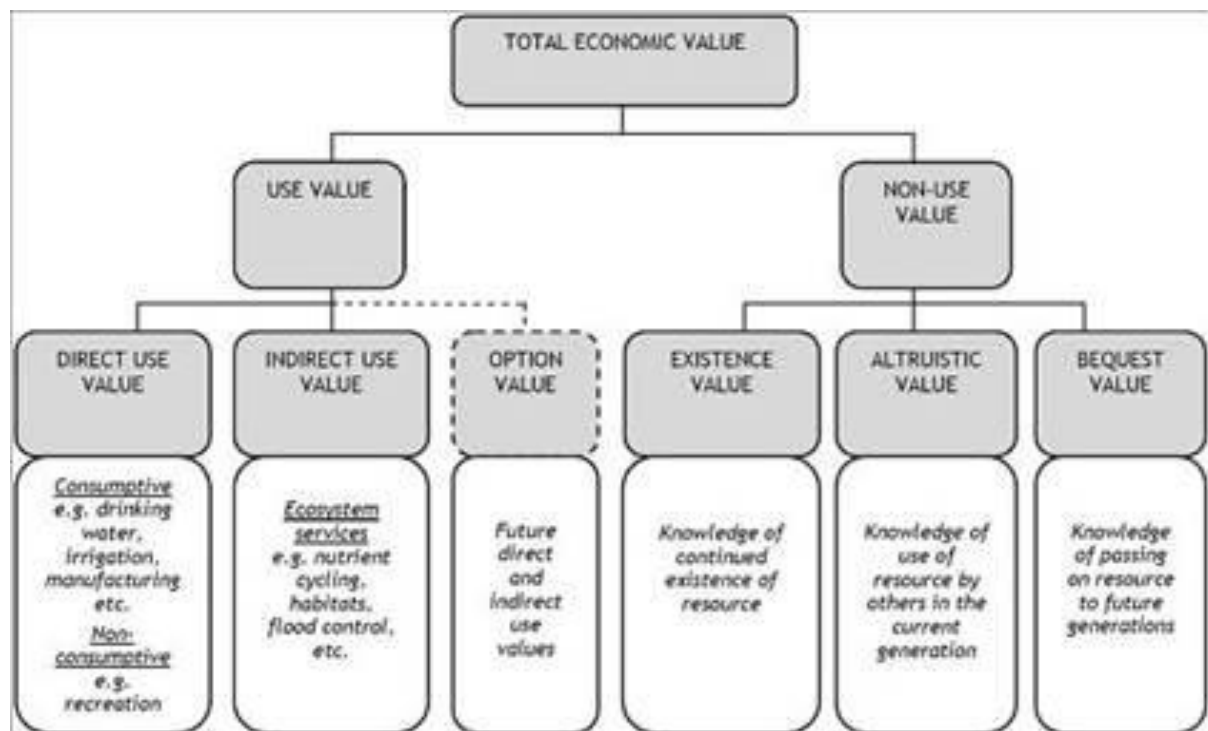 TOTAL ECONOMIC VALUE
USE VALUE
NON-USE
VALUE
DIRECT USE
VALUE
INDIRECT USE
VALUE
OPTION
VALUE
EXISTENCE
VALUE
ALTRUISTIC
VALUE
BEQUEST
VALUE
Consumptive
e.g. drinking
water,
irrigation,
manufacturing
etc.
Non-
consumptive
e.g.
recreation
Ecosystem
services
e.g. nutrient
cycling,
habitats,
flood control,
etc.
Future
direct
and
indirect
use
values
Knowledge of
continued
existence of
resource
Knowledge of
use of
resource by
others in the
current
generation
Knowledge
of passing
on resource
to future
generations